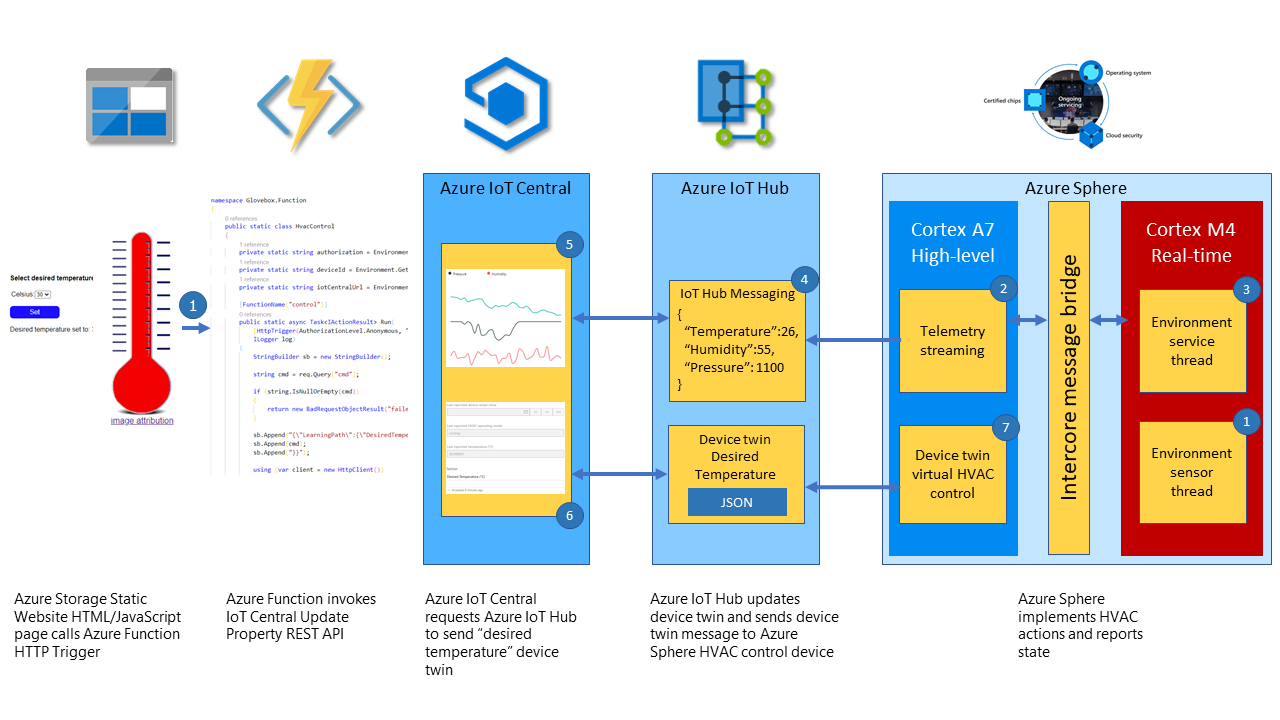 Operating system
Certified chips
Ongoing
servicing
Cloud security
Azure IoT Central
Azure IoT Hub
Azure Sphere
Select desired temperature
Celsius: 30
Set
Desired temperature set to:
image attribution
1
namespace Glovebox.Function
{
0 references
public static class HvacControl
{
1 reference
private static string authorization = Environment
1 reference
private static string deviceId = Environment.Get
1 reference
private static string iotCentralUrl = Environment
[FunctionName("control")]
0 references
public static async Task<IActionResult> Run(
[HttpTrigger(AuthorizationLevel.Anonymous, "
ILogger log)
{
StringBuilder sb = new StringBuilder();
string cmd = req.Query["cmd"];
if (string.IsNullOrEmpty(cmd))
{
return new BadRequestObjectResult("faile
}
sb.Append("{\"LearningPath\":{\"DesiredTempe
sb.Append(cmd);
sb.Append("}}");
using (var client = new HttpClient())
5
Pressure
Humidity
Desired Temperature (°C)
6
4
IoT Hub Messaging
{
“Temperature”:26,
“Humidity”:55,
“Pressure”: 1100
}
Device twin
Desired
Temperature
JSON
Cortex A7
High-level
2
Telemetry
streaming
7
Device twin
virtual HVAC
control
Intercore message bridge
Cortex M4
Real-time
3
Environment
service
thread
1
Environment
sensor
thread
Azure Storage Static
Website HTML/JavaScript
page calls Azure Function
HTTP Trigger
Azure Function invokes
IoT Central Update
Property REST API
Azure IoT Central
requests Azure IoT Hub
to send “desired
temperature” device
twin
Azure IoT Hub updates
device twin and sends device
twin message to Azure
Sphere HVAC control device
Azure Sphere
implements HVAC
actions and reports
state